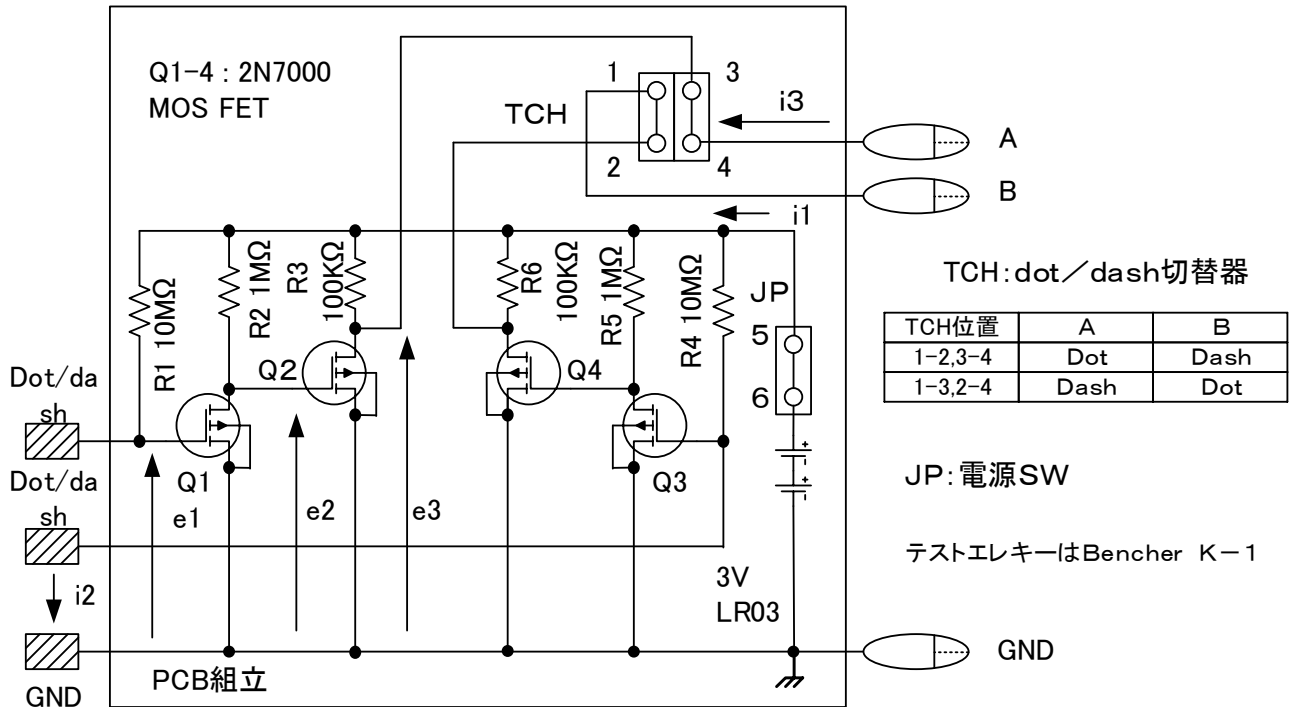 Q1-4 : 2N7000
MOS FET
TCH
1
3
2
4
i3
A
B
i1
R1 10MΩ
R2 1MΩ
R3
100KΩ
R6
100KΩ
R5 1MΩ
R4 10MΩ
JP
5
6
TCH:dot／dash切替器
TCH位置 A B
1-2,3-4 Dot Dash
1-3,2-4 Dash Dot
Dot/da
sh
Q2
Q4
Q1
Q3
Dot/da
sh
e1
e2
e3
+
-
+
-
JP:電源SW
テストエレキーはBencher K－1
i2
3V
LR03
GND
PCB組立
GND